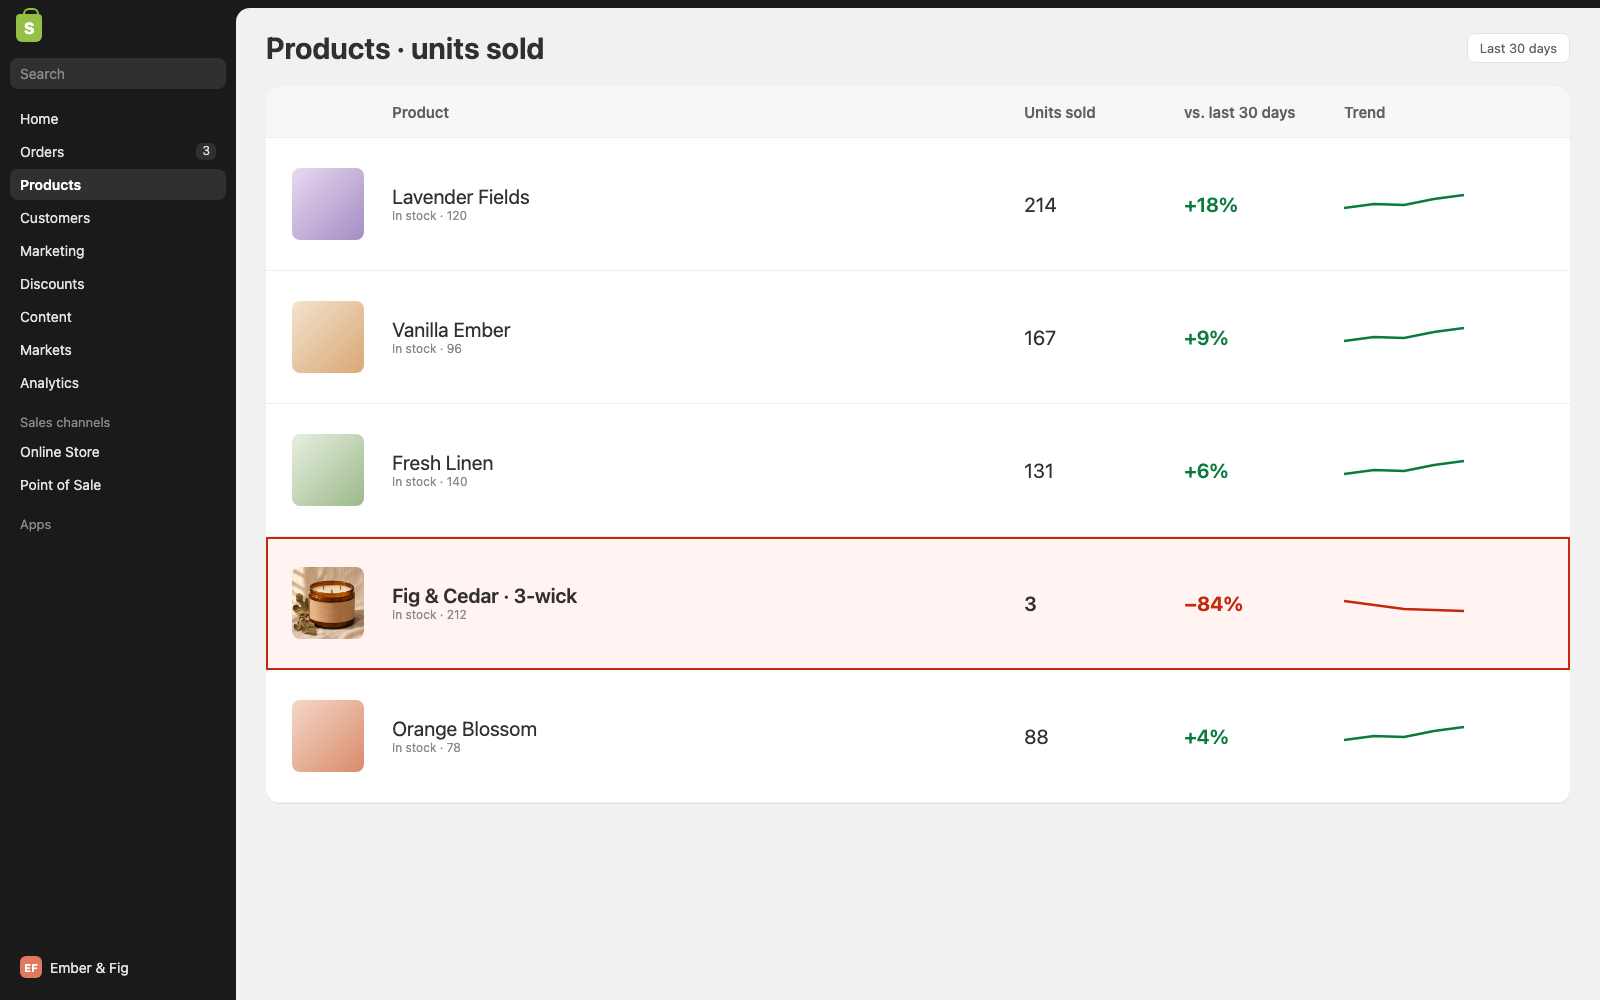 S
Search
Home
Orders 3
Products
Customers
Marketing
Discounts
Content
Markets
Analytics
Sales channels
Online Store
Point of Sale
Apps
EF Ember & Fig
Products · units sold
Last 30 days
Product Units sold vs. last 30 days Trend
Lavender Fields
In stock · 120
214 +18%
Vanilla Ember
In stock · 96
167 +9%
Fresh Linen
In stock · 140
131 +6%
Fig & Cedar · 3-wick
In stock · 212
3 −84%
Orange Blossom
In stock · 78
88 +4%